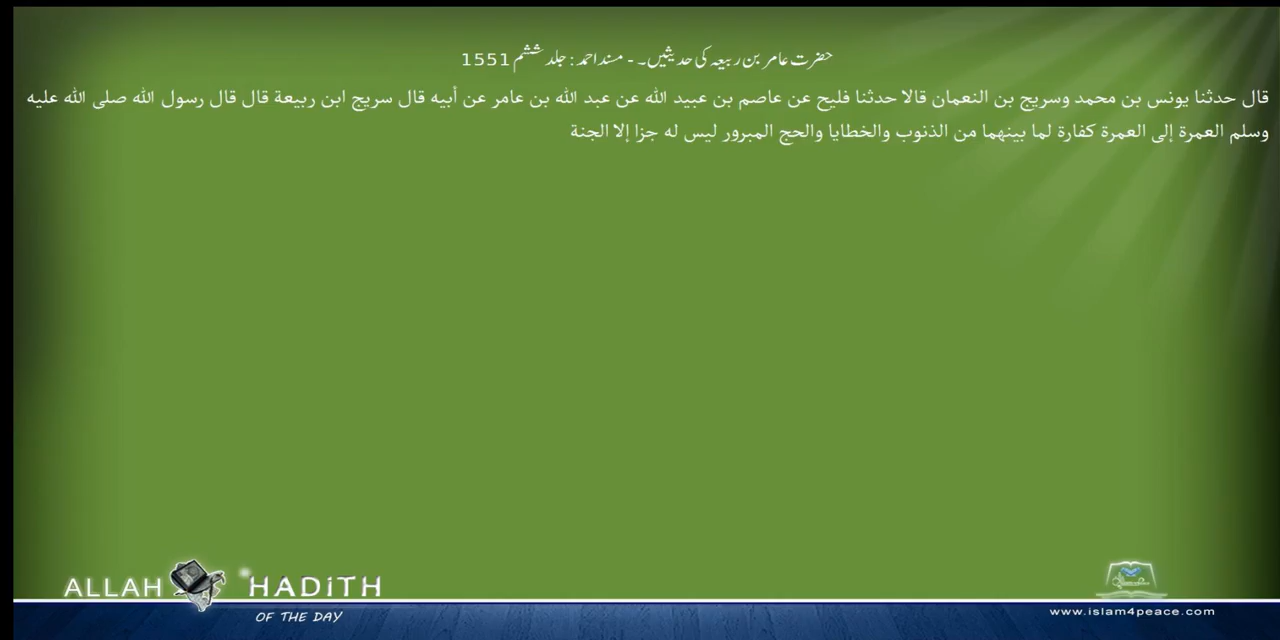 حضرت عامر بن ربیعہ کی حدیثیں۔۔ - مسند احمد : جلد ششم 1551
قال حدثنا يونس بن محمد وسريج بن النعمان قالا حدثنا فليح عن عاصم بن عبيد الله عن عبد الله بن عامر عن أبيه قال سريج ابن ربيعة قال قال رسول الله صلى الله عليه
وسلم العمرة إلى العمرة كفارة لما بينهما من الذنوب والخطايا والحج المبرور ليس له جزا إلا الجنة
ALLAH HADITH
OF THE DAY
www.islam4peace.com